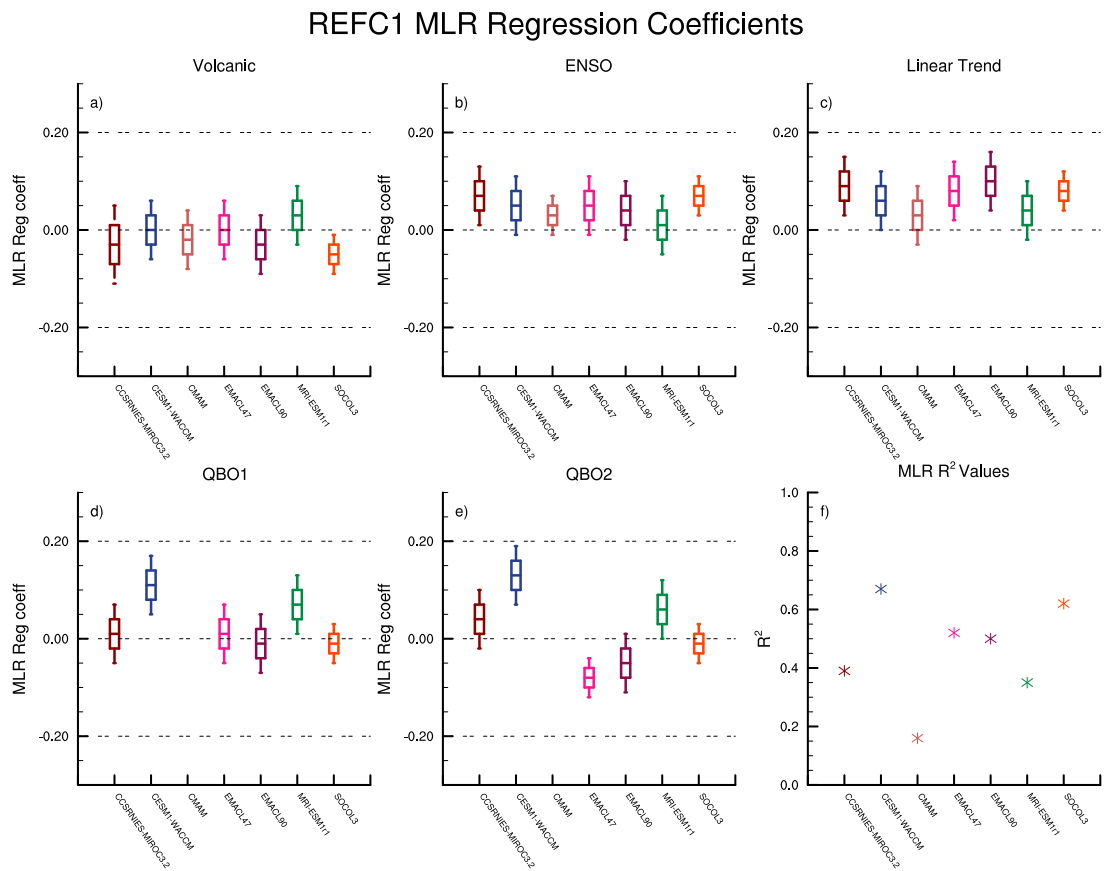 REFC1 MLR Regression Coefficients
Volcanic
a)
MLR Reg coeff
0.20
0.00
-0.20
CCSRNIES-MIROC3.2
CESM1-WACCM
CMAM
EMACL47
EMACL90
MRI-ESM1r1
SOCOL3
ENSO
b)
MLR Reg coeff
0.20
0.00
-0.20
CCSRNIES-MIROC3.2
CESM1-WACCM
CMAM
EMACL47
EMACL90
MRI-ESM1r1
SOCOL3
Linear Trend
c)
MLR Reg coeff
0.20
0.00
-0.20
CCSRNIES-MIROC3.2
CESM1-WACCM
CMAM
EMACL47
EMACL90
MRI-ESM1r1
SOCOL3
QBO1
d)
MLR Reg coeff
0.20
0.00
-0.20
CCSRNIES-MIROC3.2
CESM1-WACCM
CMAM
EMACL47
EMACL90
MRI-ESM1r1
SOCOL3
QBO2
e)
MLR Reg coeff
0.20
0.00
-0.20
CCSRNIES-MIROC3.2
CESM1-WACCM
CMAM
EMACL47
EMACL90
MRI-ESM1r1
SOCOL3
MLR R² Values
f)
R²
1.0
0.8
0.6
0.4
0.2
0.0
CCSRNIES-MIROC3.2
CESM1-WACCM
CMAM
EMACL47
EMACL90
MRI-ESM1r1
SOCOL3